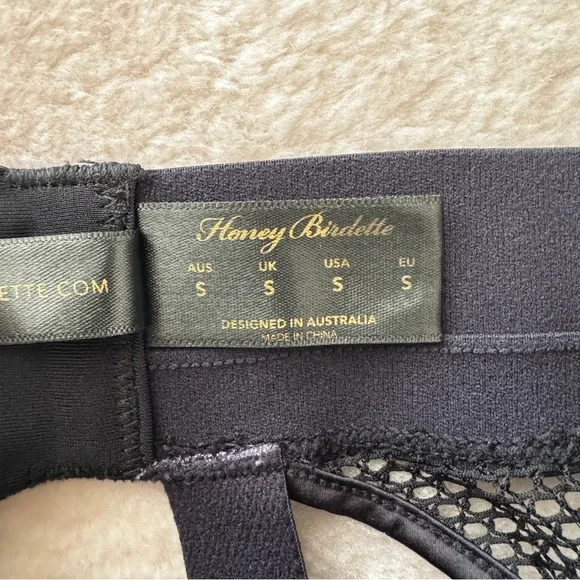 Honey Birdette
AUS UK USA EU
S S S S
DESIGNED IN AUSTRALIA
MADE IN CHINA
ETTE.COM